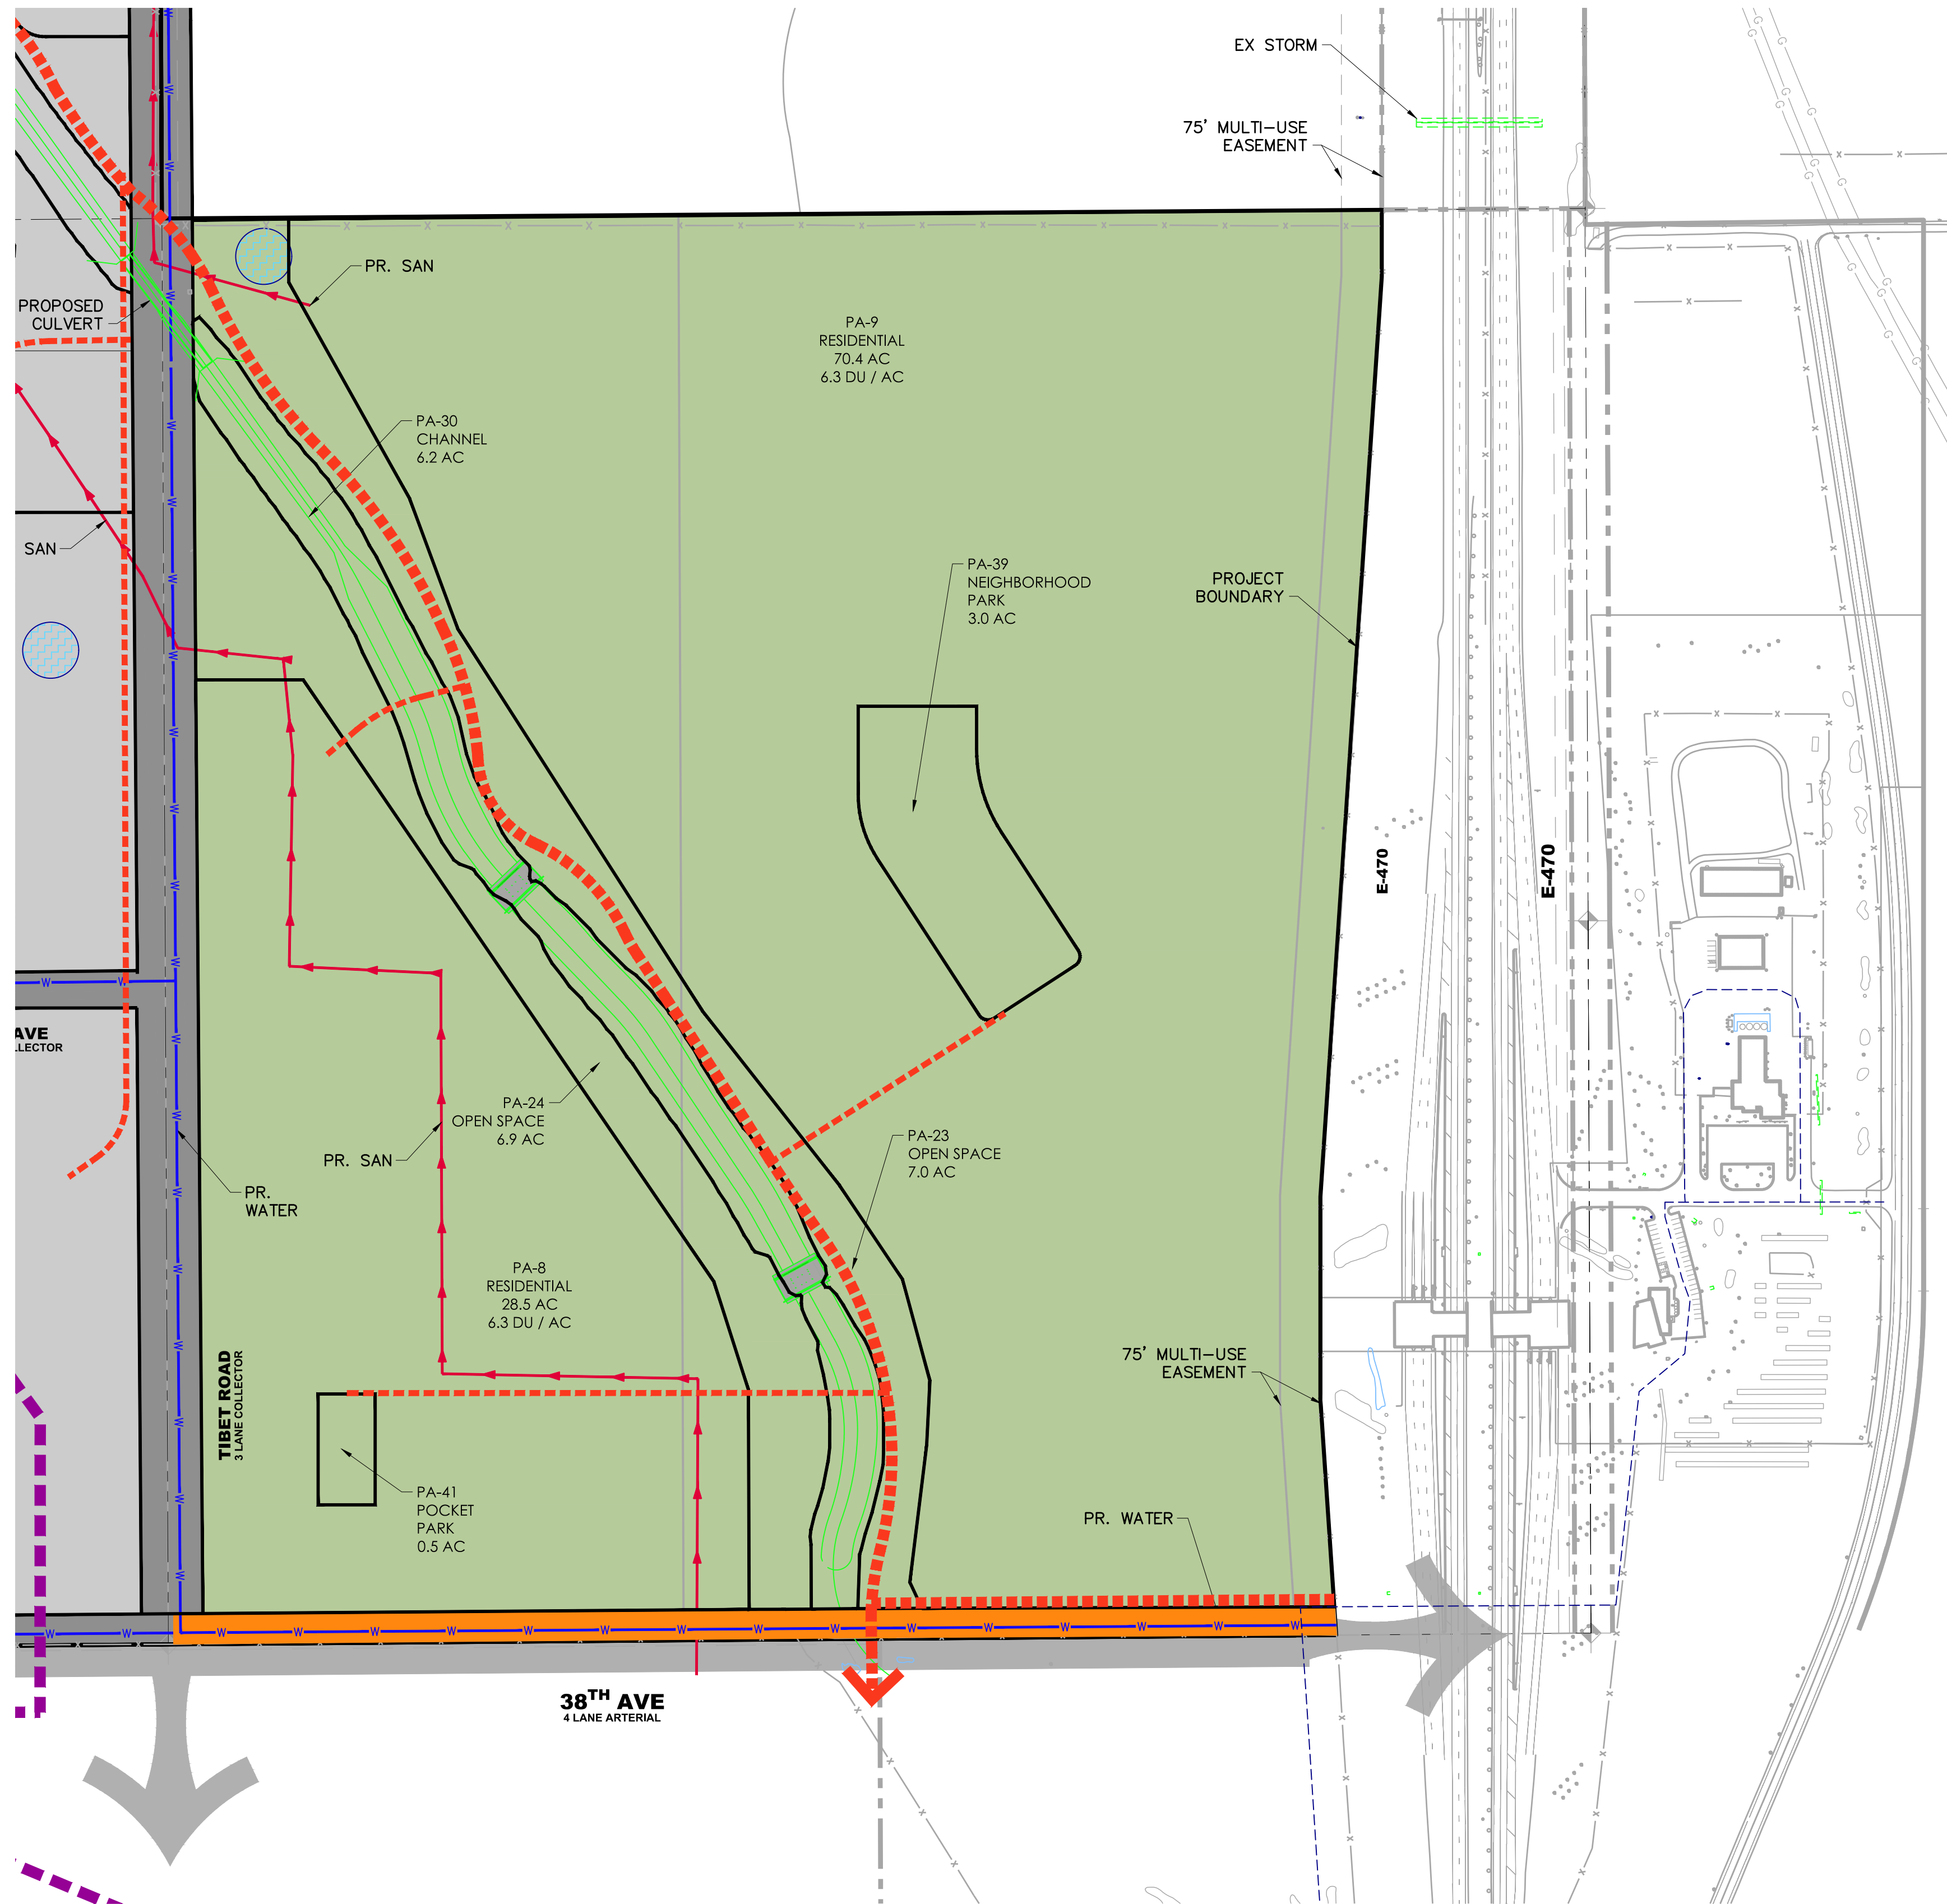 EX STORM
75' MULTI-USE
EASEMENT
PR. SAN
PROPOSED
CULVERT
PA-9
RESIDENTIAL
70.4 AC
6.3 DU / AC
PA-30
CHANNEL
6.2 AC
SAN
PA-39
NEIGHBORHOOD
PARK
3.0 AC
PROJECT
BOUNDARY
E-470
E-470
AVE
LLECTOR
PA-24
OPEN SPACE
6.9 AC
PR. SAN
PA-23
OPEN SPACE
7.0 AC
PR.
WATER
PA-8
RESIDENTIAL
28.5 AC
6.3 DU / AC
TIBET ROAD
3 LANE COLLECTOR
75' MULTI-USE
EASEMENT
PA-41
POCKET
PARK
0.5 AC
PR. WATER
38TH AVE
4 LANE ARTERIAL